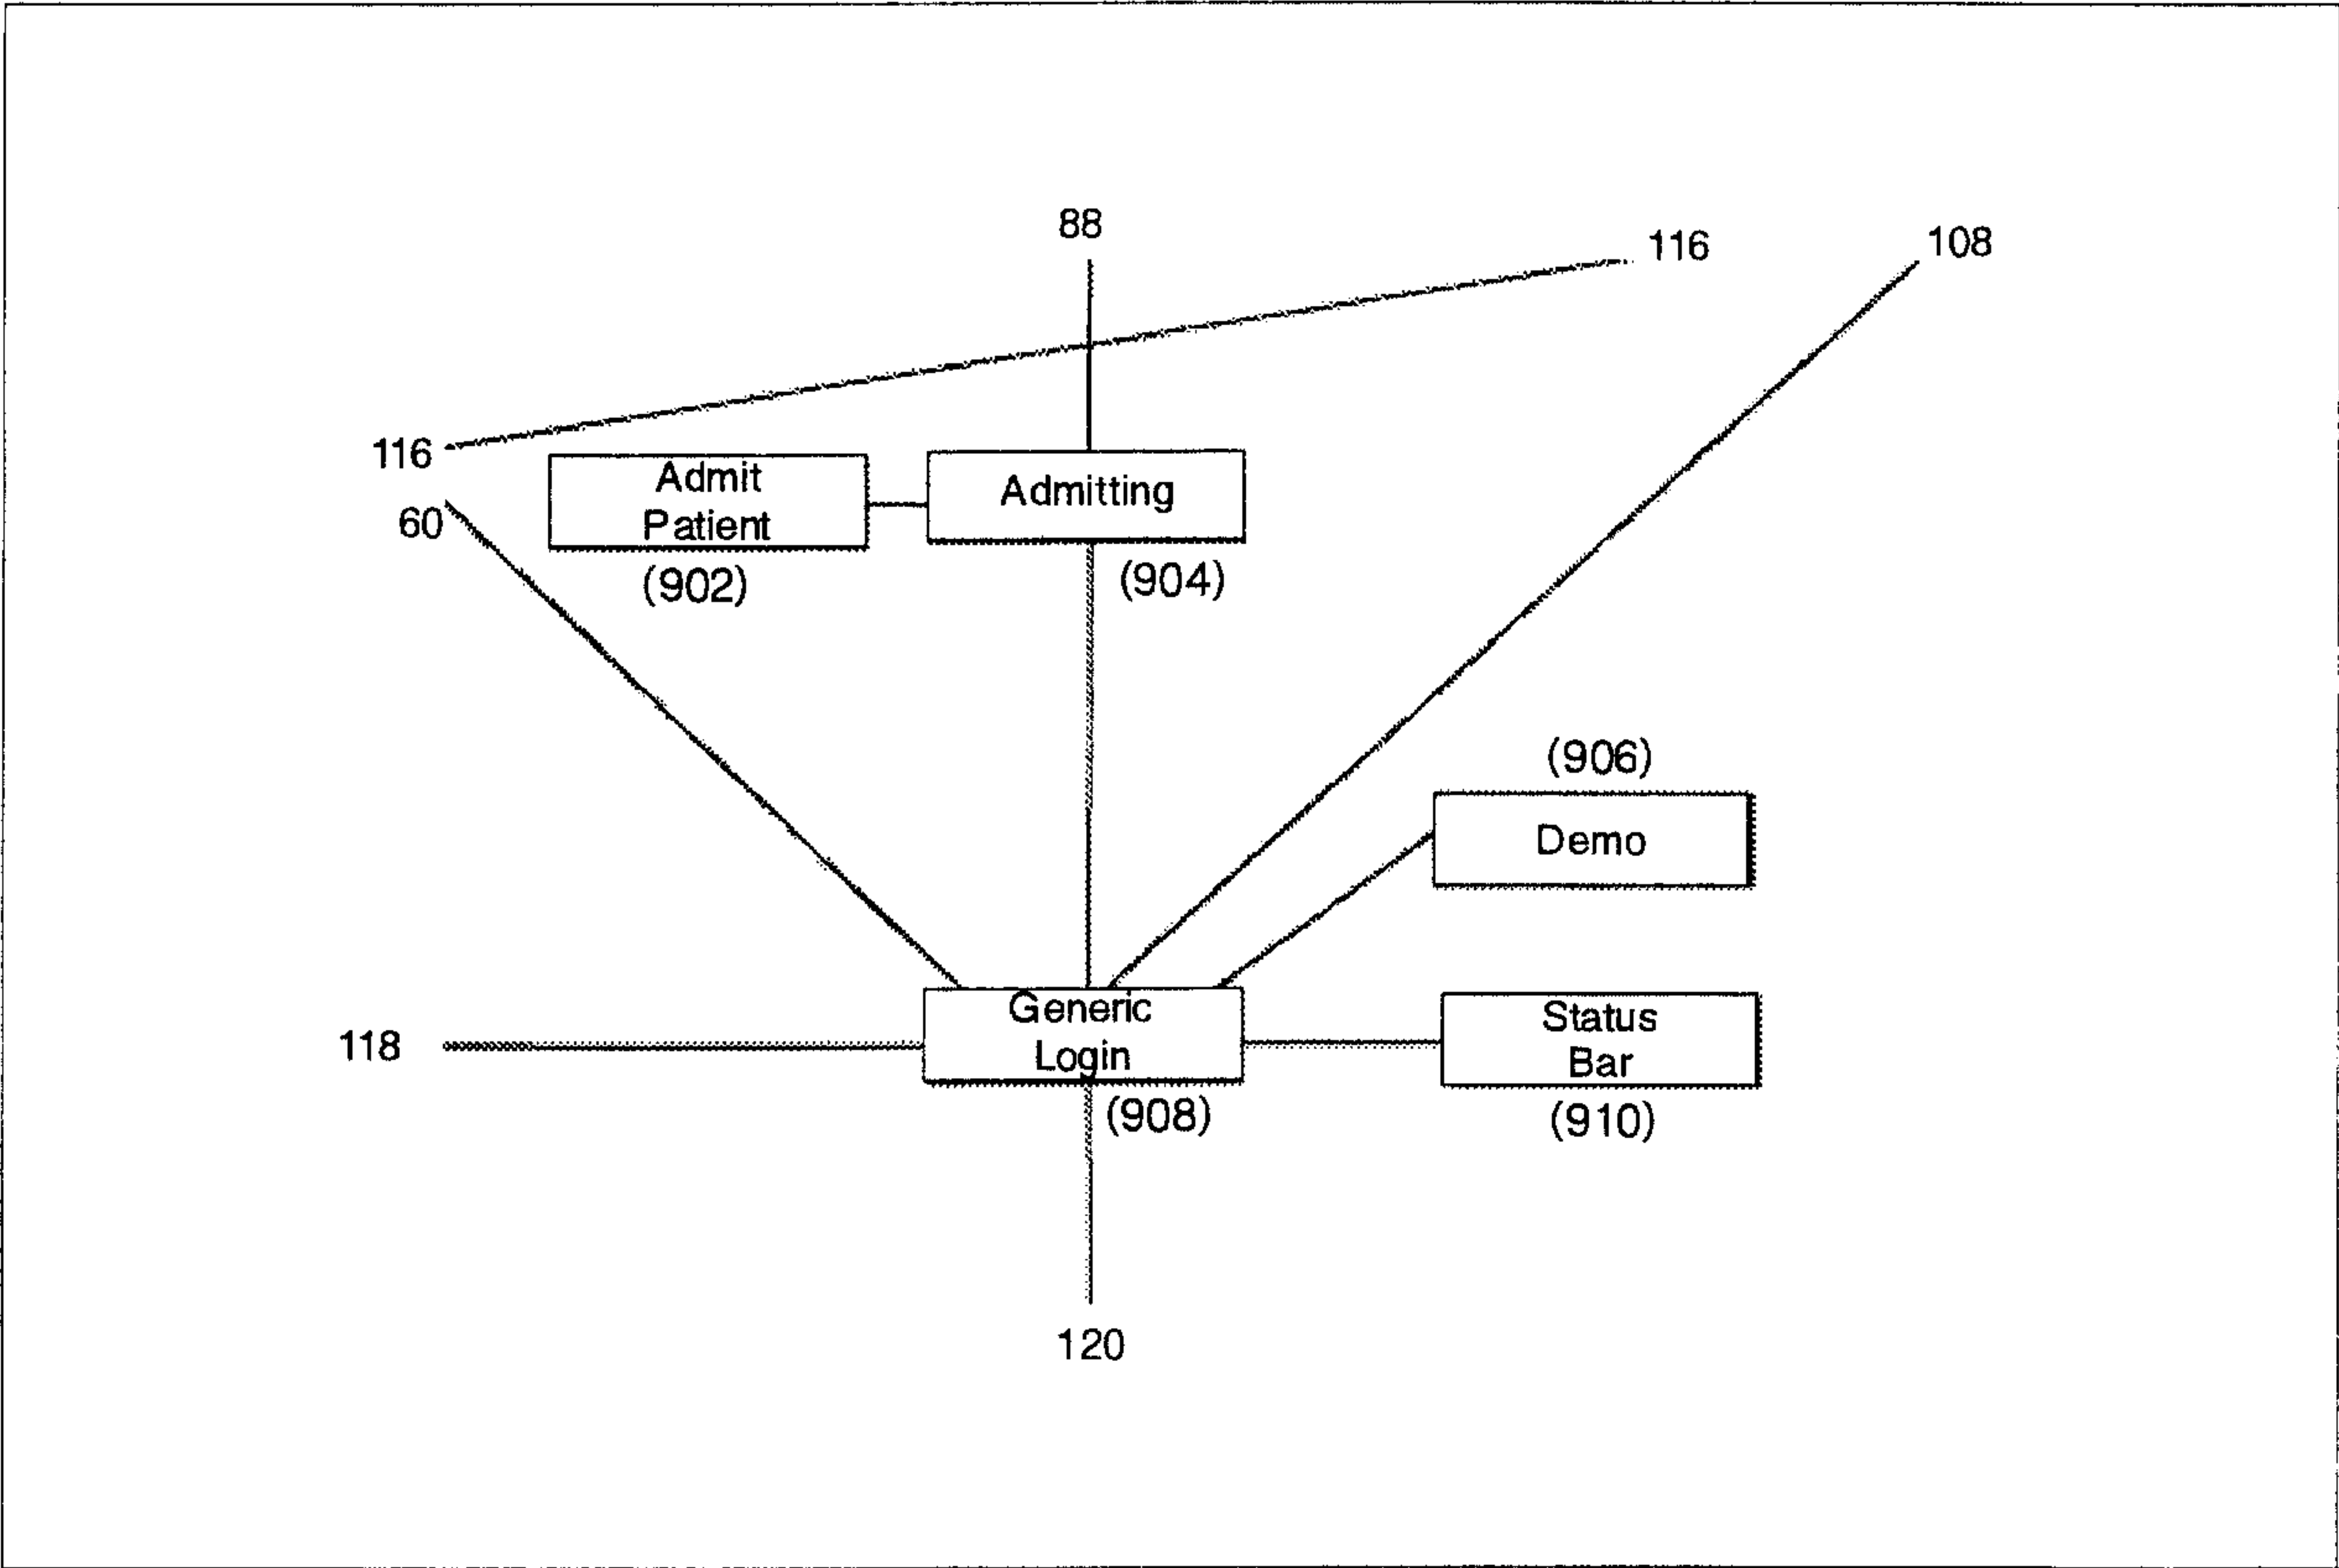 88
116
108
116
60
Admit
Patient
(902)
Admitting
(904)
(906)
Demo
118
Generic
Login
(908)
Status
Bar
(910)
120